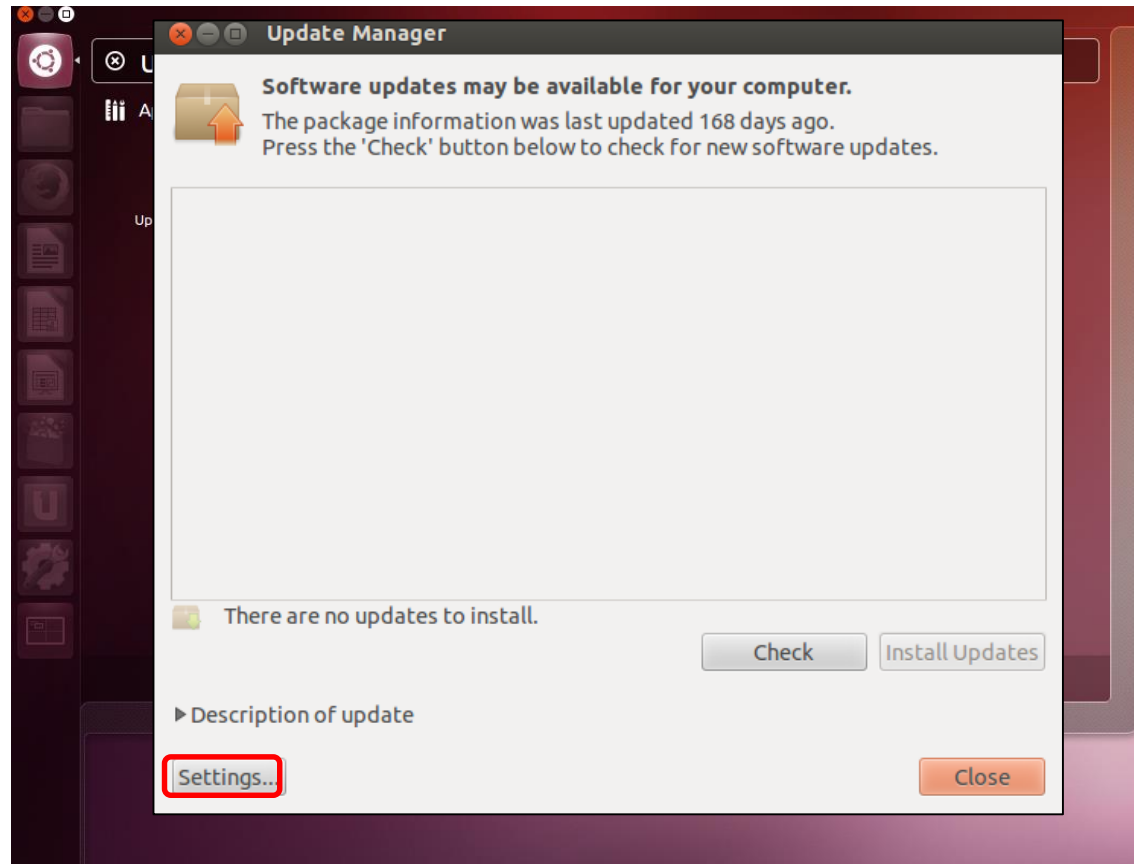 Update Manager
U
A
Software updates may be available for your computer.
The package information was last updated 168 days ago.
Press the 'Check' button below to check for new software updates.
Up
There are no updates to install.
Check
Install Updates
Description of update
Settings...
Close